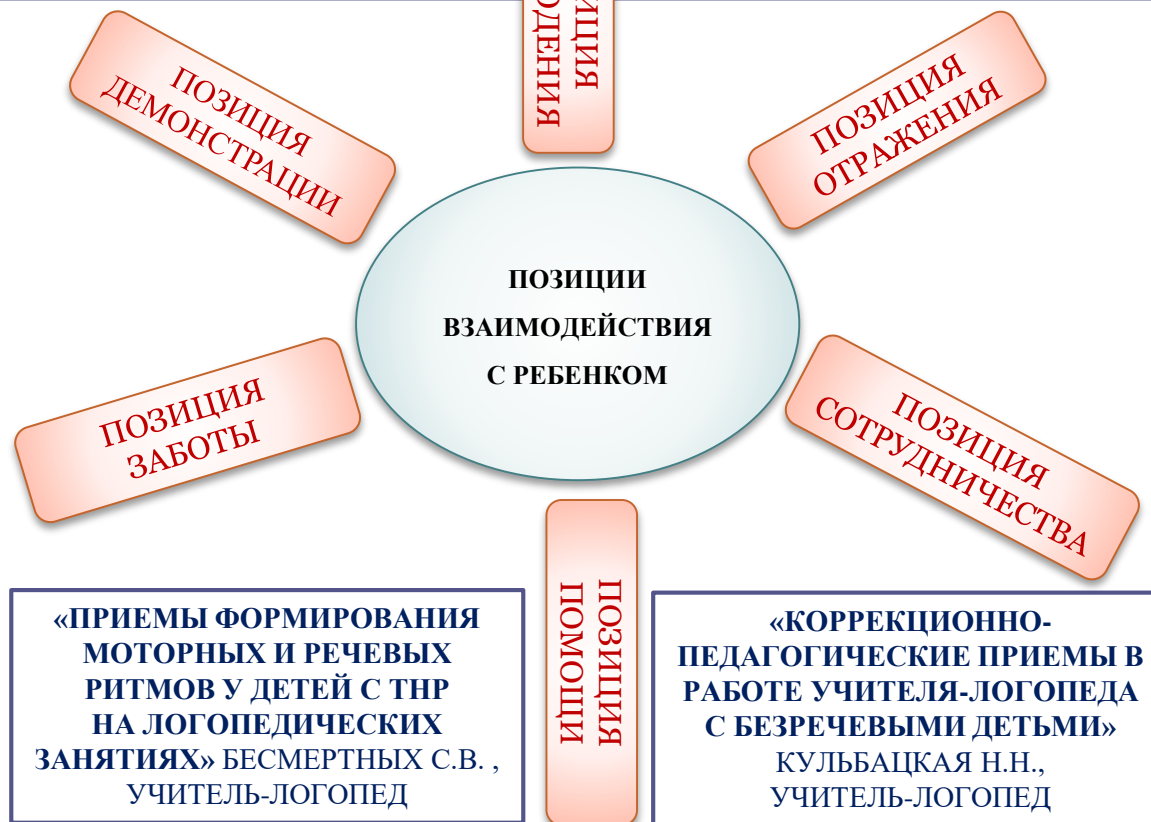 ПОЗИЦИЯ
ДЕМОНСТРАЦИИ
ПОЗИЦИЯ
ОТРАЖЕНИЯ
ПОЗИЦИИ
ВЗАИМОДЕЙСТВИЯ
С РЕБЕНКОМ
ПОЗИЦИЯ
ЗАБОТЫ
ПОЗИЦИЯ
СОТРУДНИЧЕСТВА
ПОЗИЦИЯ
ПОМОЩИ
«ПРИЕМЫ ФОРМИРОВАНИЯ
МОТОРНЫХ И РЕЧЕВЫХ
РИТМОВ У ДЕТЕЙ С ТНР
НА ЛОГОПЕДИЧЕСКИХ
ЗАНЯТИЯХ» БЕСМЕРТНЫХ С.В. ,
УЧИТЕЛЬ-ЛОГОПЕД
«КОРРЕКЦИОННО-
ПЕДАГОГИЧЕСКИЕ ПРИЕМЫ В
РАБОТЕ УЧИТЕЛЯ-ЛОГОПЕДА
С БЕЗРЕЧЕВЫМИ ДЕТЬМИ»
КУЛЬБАЦКАЯ Н.Н.,
УЧИТЕЛЬ-ЛОГОПЕД